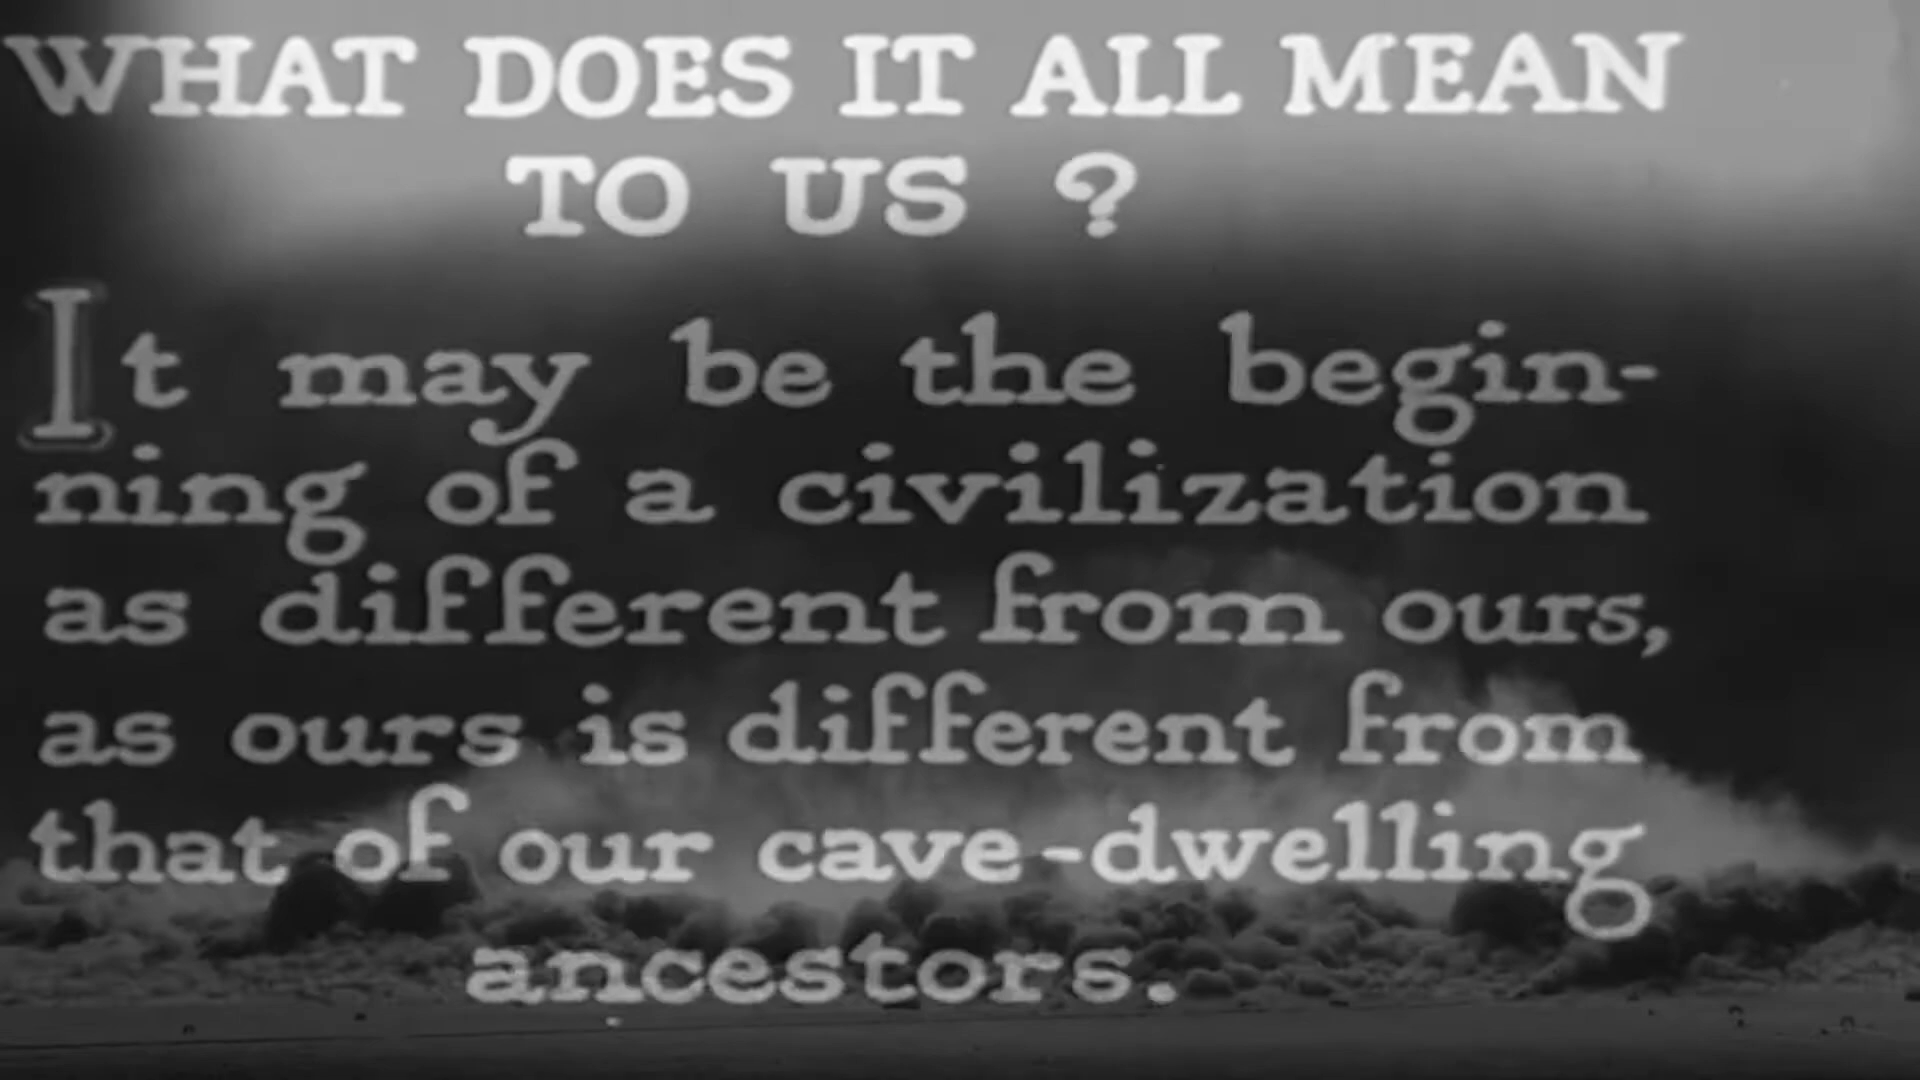 WHAT DOES IT ALL MEAN
TO US ?
It may be the begin-
ning of a civilization
as different from ours,
as ours is different from
that of our cave-dwelling
ancestors.